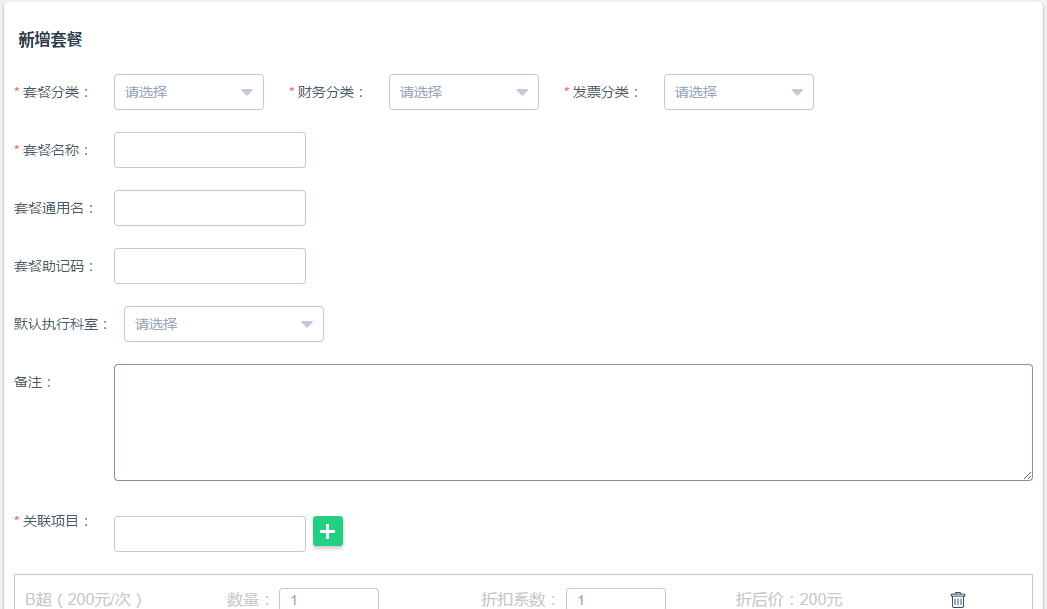 新增套餐
* 套餐分类： 请选择 * 财务分类： 请选择 * 发票分类： 请选择
* 套餐名称：
套餐通用名：
套餐助记码：
默认执行科室： 请选择
备注：
* 关联项目：
B超（200元/次） 数量： 1 折扣系数： 1 折后价：200元